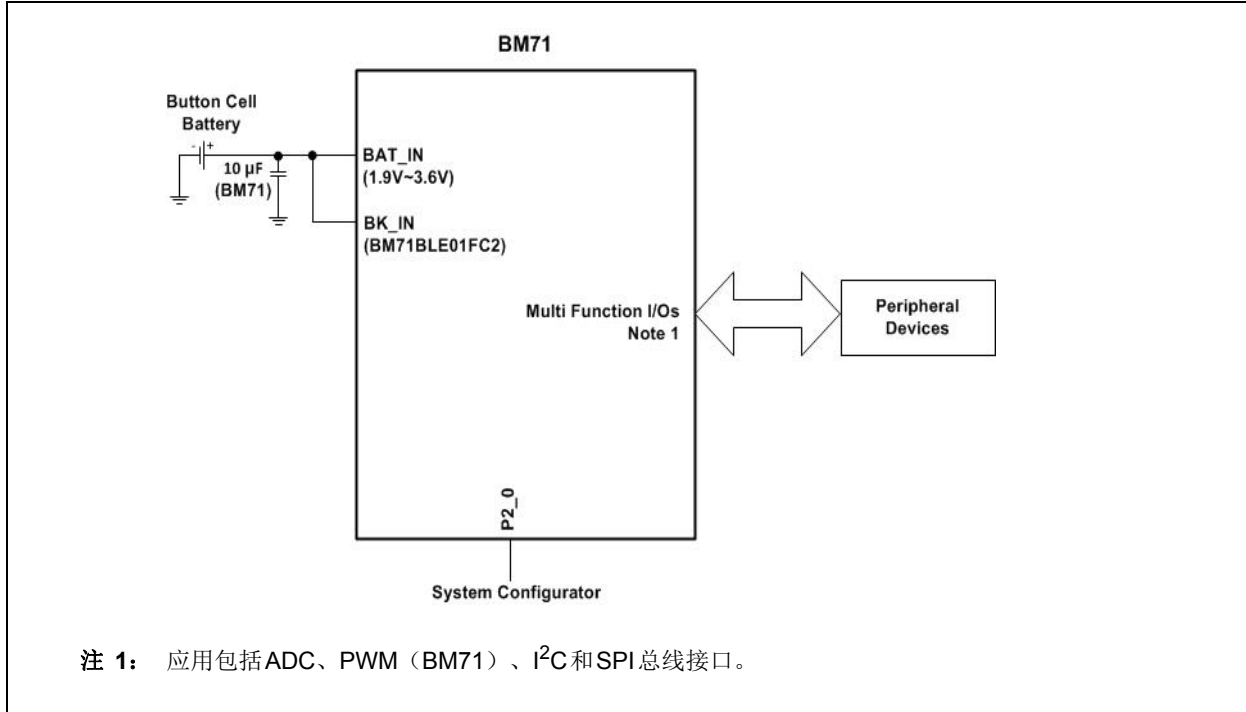 BM71
Button Cell
Battery
- +
10 µF
(BM71)
BAT_IN
(1.9V~3.6V)
BK_IN
(BM71BLE01FC2)
Multi Function I/Os
Note 1
Peripheral
Devices
P2_0
System Configurator
注 1： 应用包括ADC、PWM（BM71）、I²C和SPI总线接口。